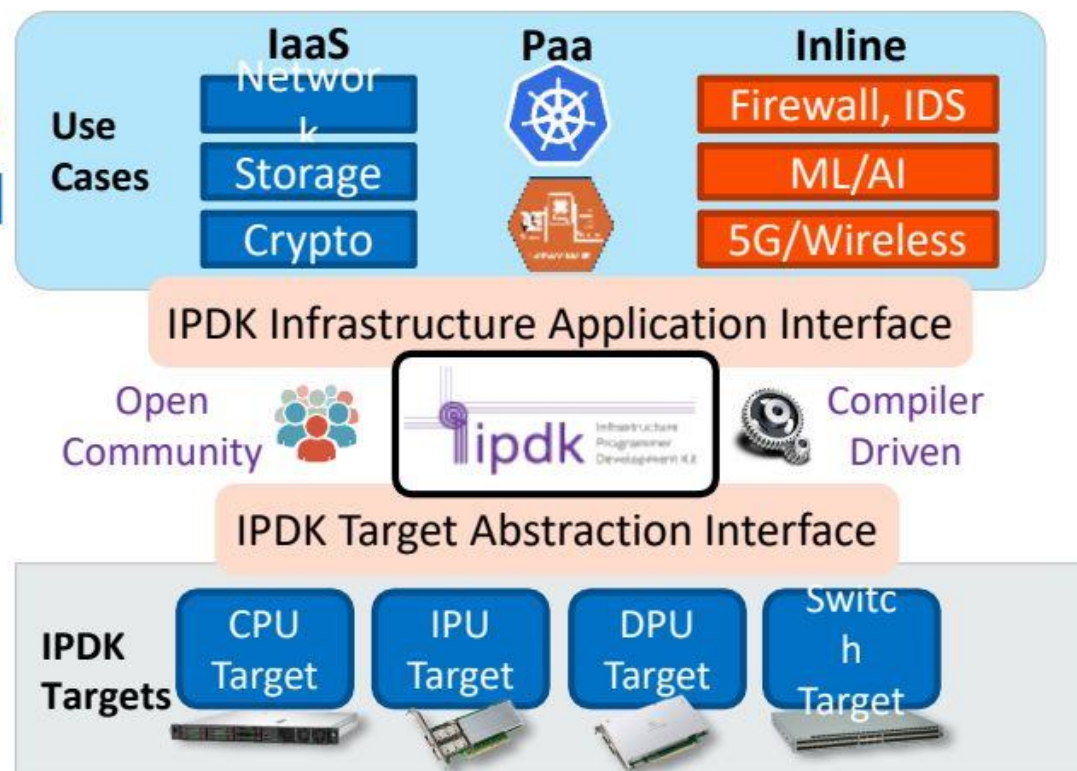 IaaS
Paa
Inline
Use
Cases
Networ
k
Storage
Crypto
Firewall, IDS
ML/AI
5G/Wireless
IPDK Infrastructure Application Interface
Open
Community
ipdk
Infrastructure
Programmer
Development Kit
Compiler
Driven
IPDK Target Abstraction Interface
IPDK
Targets
CPU
Target
IPU
Target
DPU
Target
Switc
h
Target